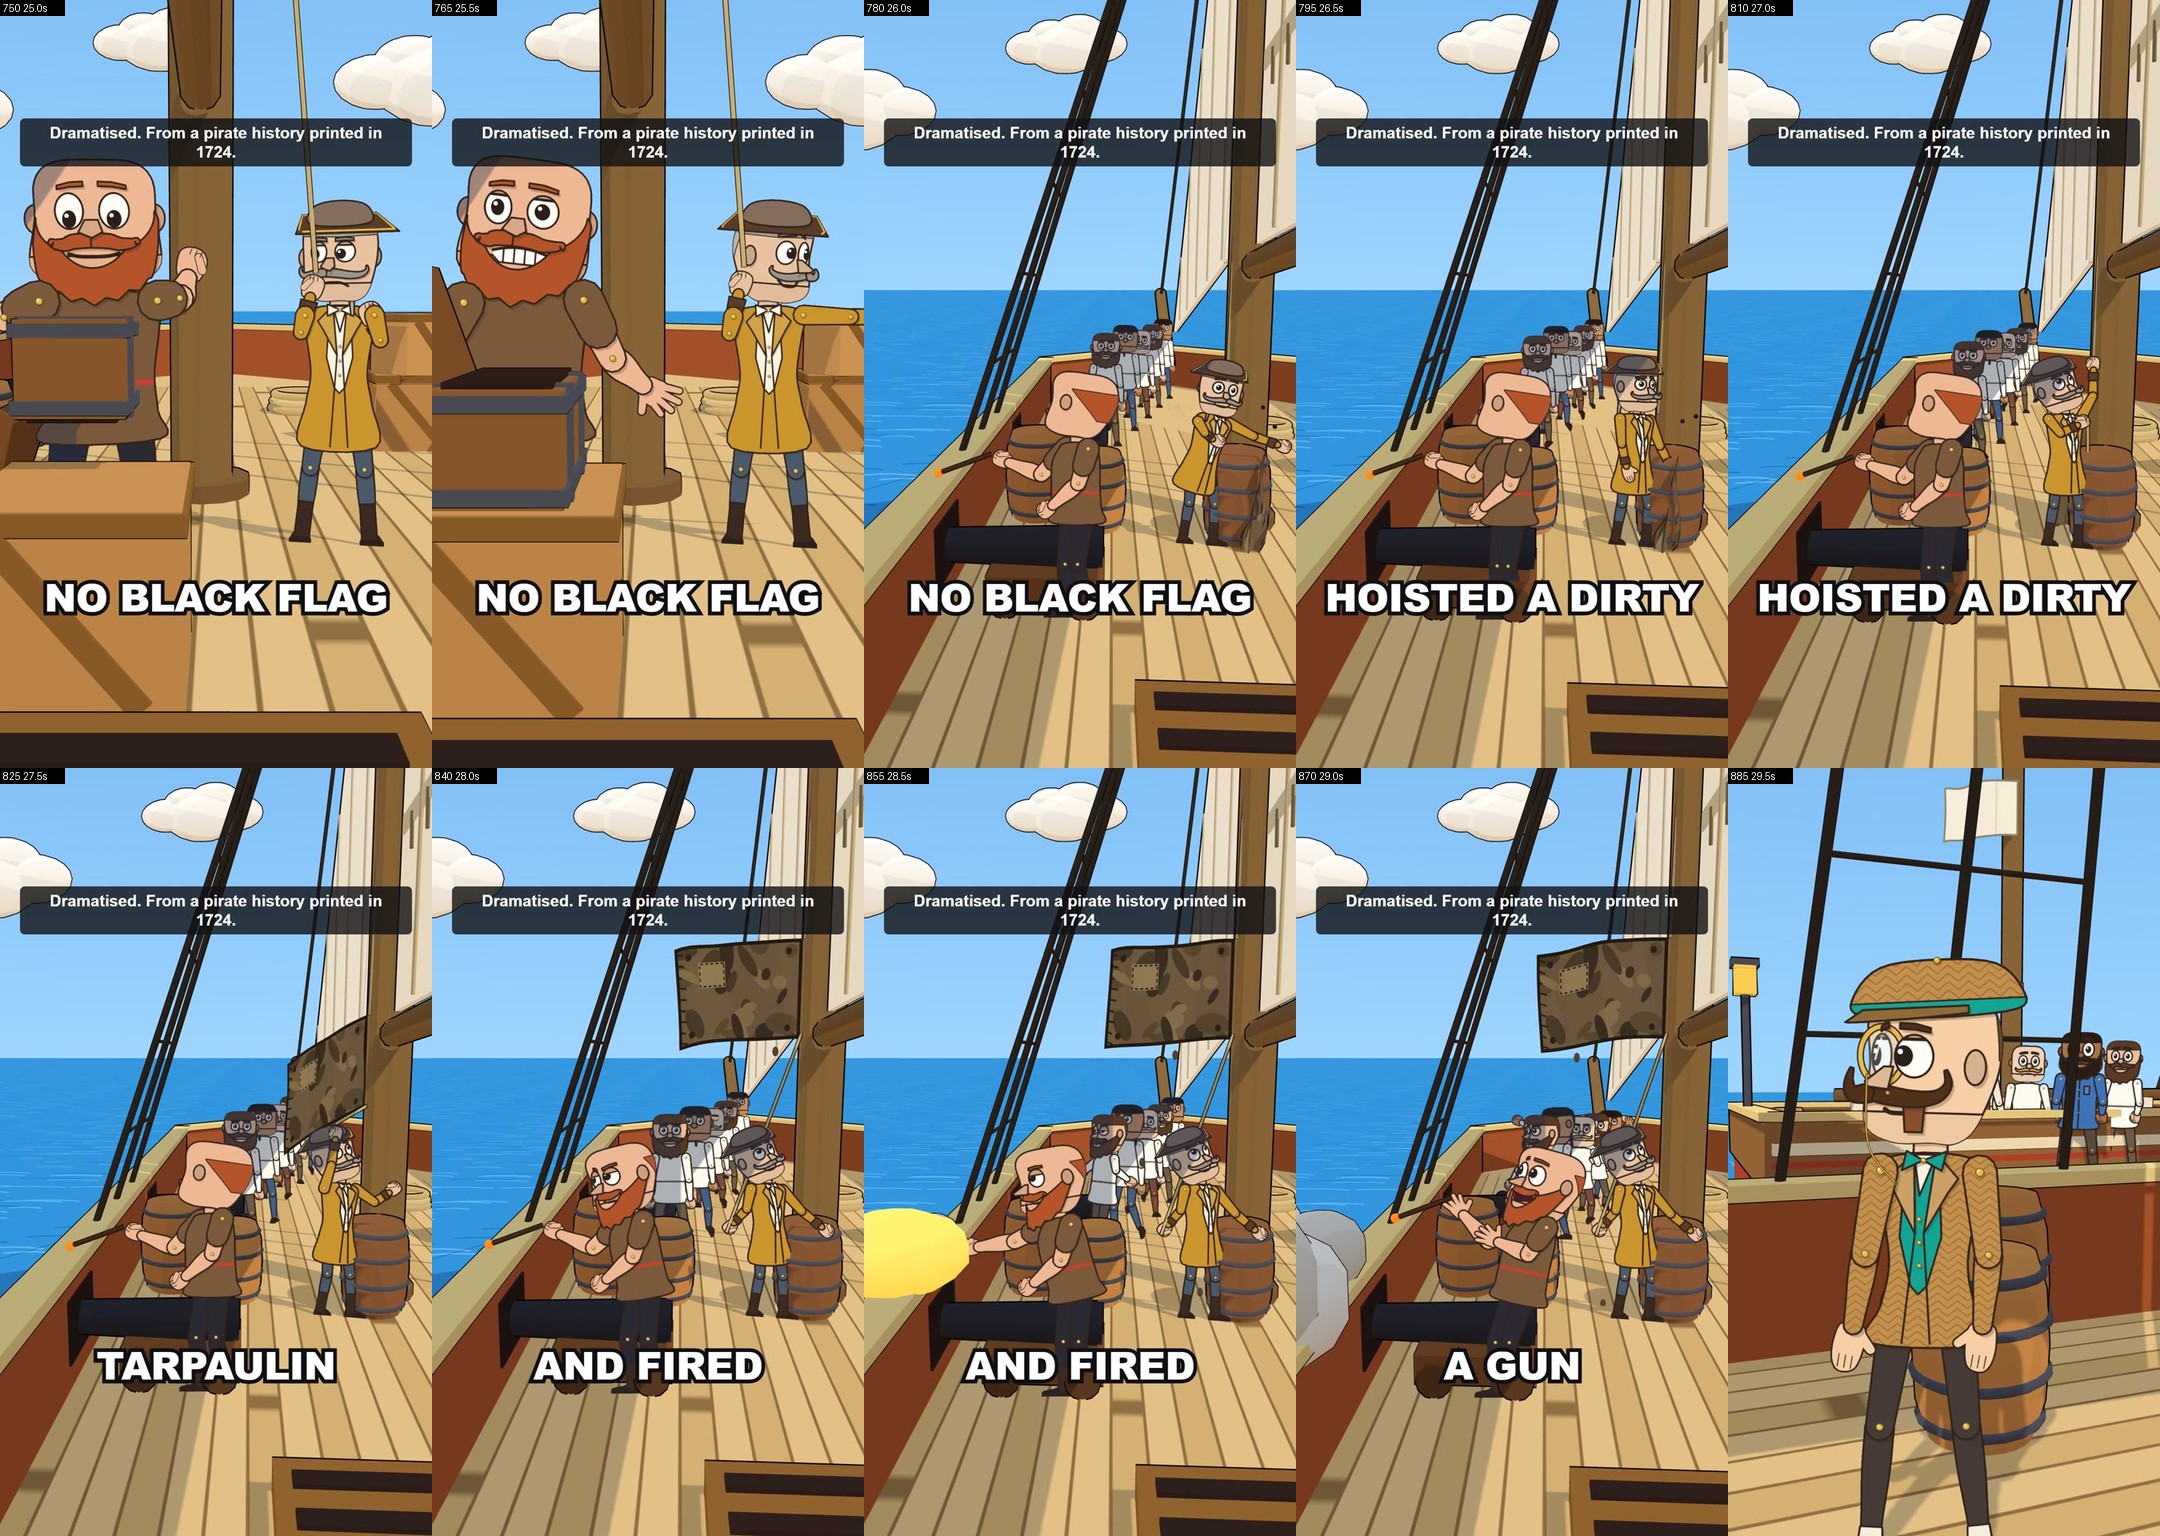 750 25.0s
Dramatised. From a pirate history printed in
1724.
NO BLACK FLAG
765 25.5s
Dramatised. From a pirate history printed in
1724.
NO BLACK FLAG
780 26.0s
Dramatised. From a pirate history printed in
1724.
NO BLACK FLAG
795 26.5s
Dramatised. From a pirate history printed in
1724.
HOISTED A DIRTY
810 27.0s
Dramatised. From a pirate history printed in
1724.
HOISTED A DIRTY
825 27.5s
Dramatised. From a pirate history printed in
1724.
TARPAULIN
840 28.0s
Dramatised. From a pirate history printed in
1724.
AND FIRED
855 28.5s
Dramatised. From a pirate history printed in
1724.
AND FIRED
870 29.0s
Dramatised. From a pirate history printed in
1724.
A GUN
885 29.5s